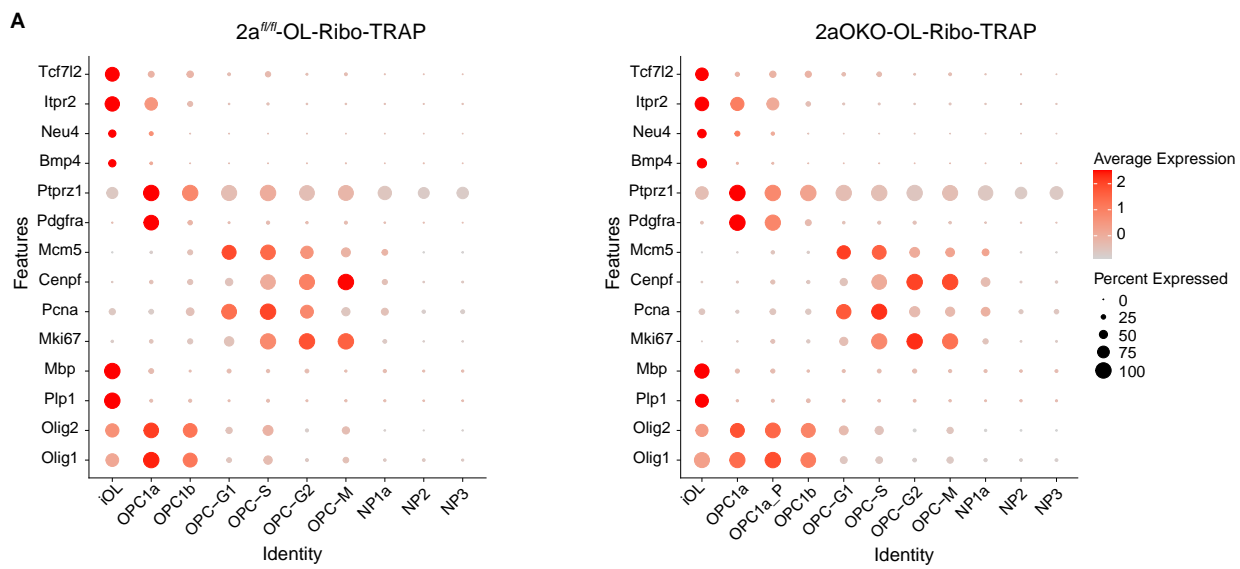 A
2a^fl/fl-OL-Ribo-TRAP
Tcf7l2
Itpr2
Neu4
Bmp4
Ptprz1
Pdgfra
Mcm5
Cenpf
Pcna
Mki67
Mbp
Plp1
Olig2
Olig1
Features
iOL
OPC1a
OPC1b
OPC-G1
OPC-S
OPC-G2
OPC-M
NP1a
NP2
NP3
Identity
2aOKO-OL-Ribo-TRAP
Tcf7l2
Itpr2
Neu4
Bmp4
Ptprz1
Pdgfra
Mcm5
Cenpf
Pcna
Mki67
Mbp
Plp1
Olig2
Olig1
Features
iOL
OPC1a
OPC1a_P
OPC1b
OPC-G1
OPC-S
OPC-G2
OPC-M
NP1a
NP2
NP3
Identity
Average Expression
2
1
0
Percent Expressed
0
25
50
75
100